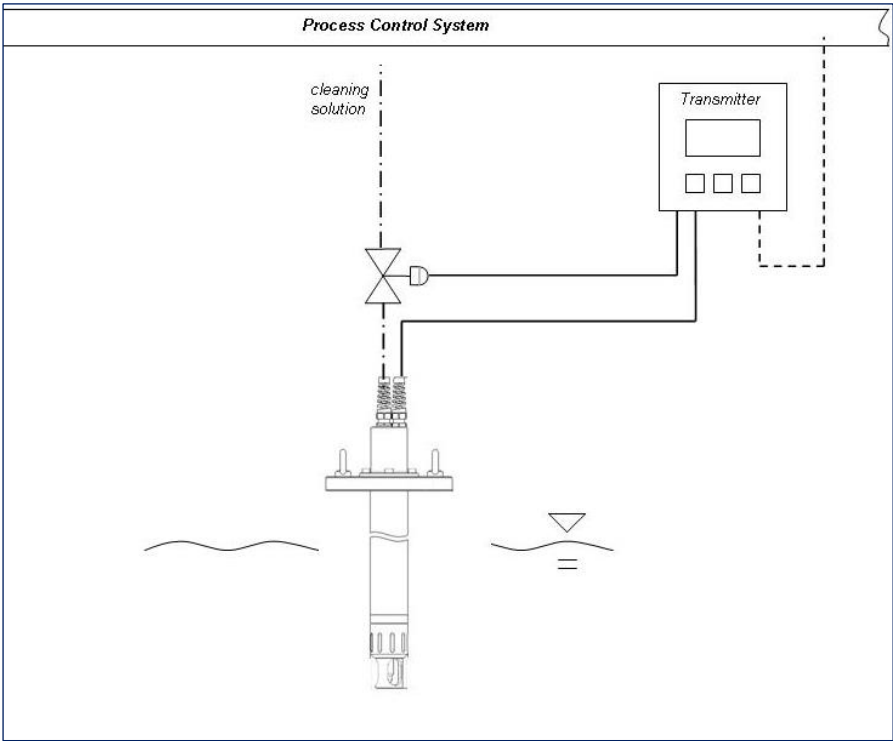 Process Control System
cleaning
solution
Transmitter